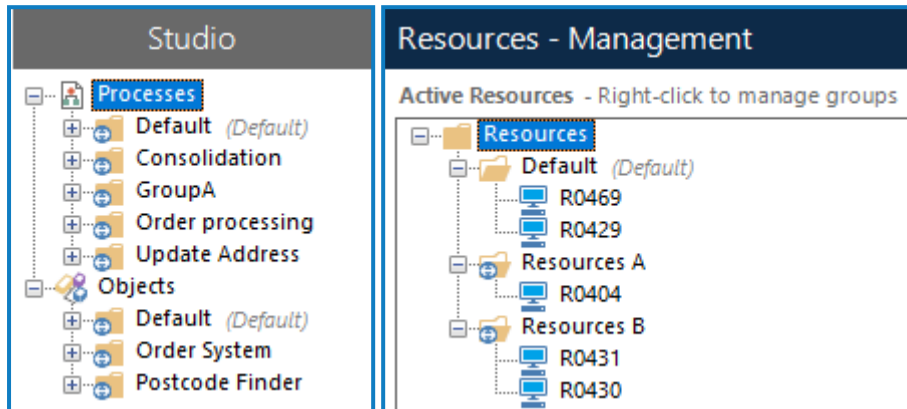 Studio
Processes
Default (Default)
Consolidation
GroupA
Order processing
Update Address
Objects
Default (Default)
Order System
Postcode Finder
Resources - Management
Active Resources - Right-click to manage groups
Resources
Default (Default)
R0469
R0429
Resources A
R0404
Resources B
R0431
R0430